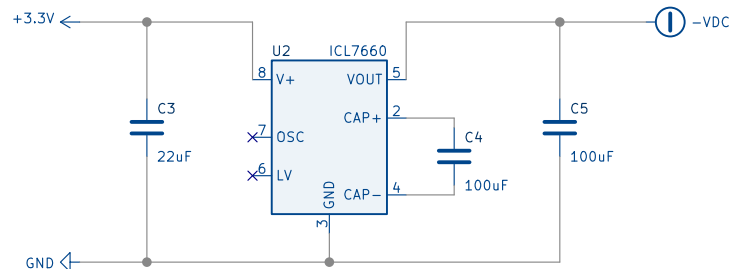 +3.3V
U2 ICL7660
-VDC
8 V+ VOUT 5
C3
22uF
CAP+ 2
C5
100uF
7 OSC
C4
100uF
6 LV
CAP- 4
GND
3
GND